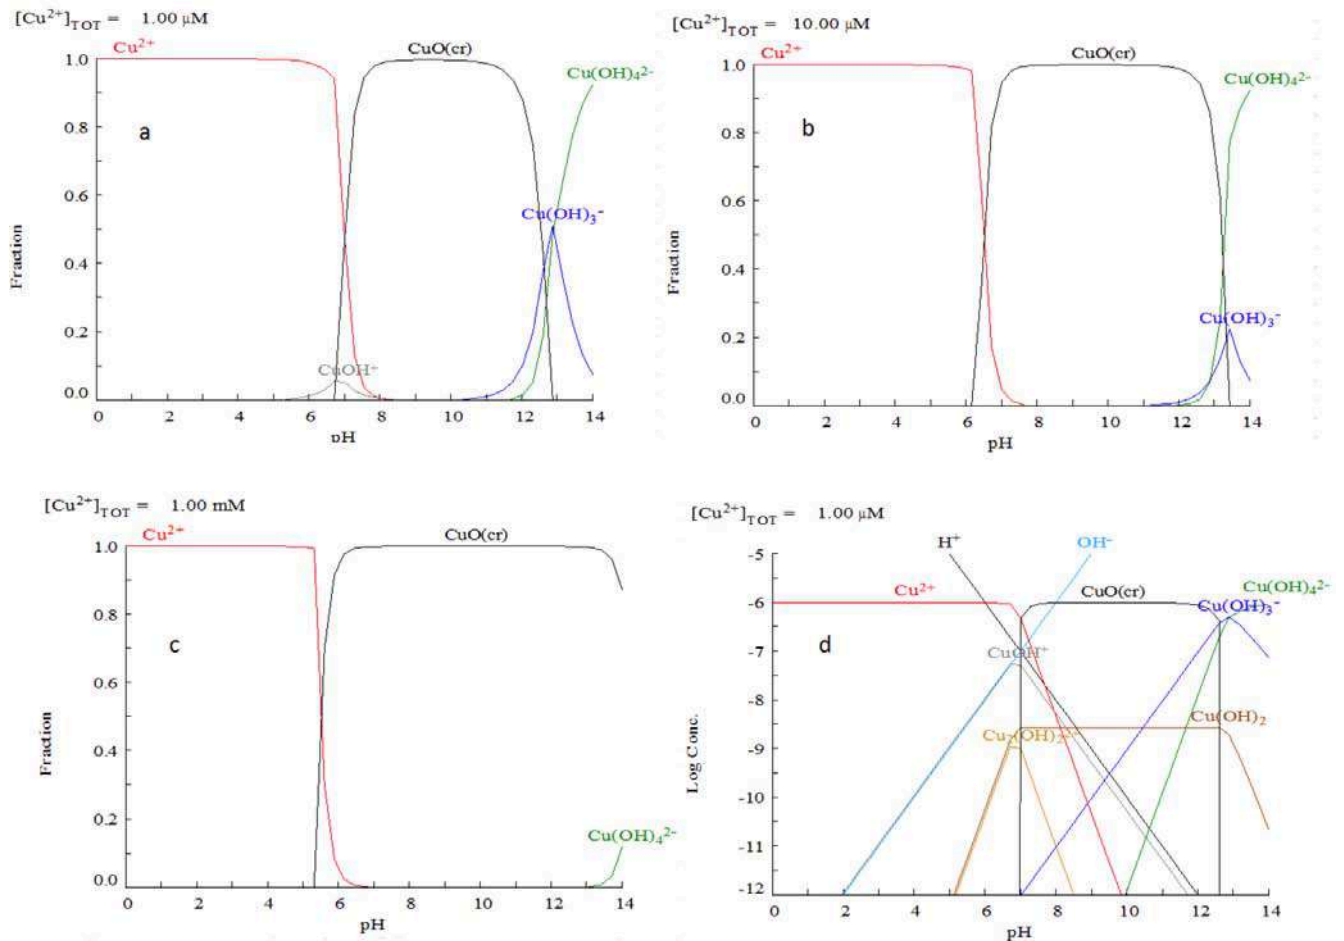 [Cu²⁺]TOT = 1.00 µM
Cu²⁺
CuO(cr)
Cu(OH)₄²⁻
Cu(OH)₃⁻
CuOH⁺
a
1.0
0.8
0.6
0.4
0.2
0.0
Fraction
0 2 4 6 8 10 12 14
pH
[Cu²⁺]TOT = 10.00 µM
Cu²⁺
CuO(cr)
Cu(OH)₄²⁻
Cu(OH)₃⁻
b
1.0
0.8
0.6
0.4
0.2
0.0
Fraction
0 2 4 6 8 10 12 14
pH
[Cu²⁺]TOT = 1.00 mM
Cu²⁺
CuO(cr)
Cu(OH)₄²⁻
c
1.0
0.8
0.6
0.4
0.2
0.0
Fraction
0 2 4 6 8 10 12 14
pH
[Cu²⁺]TOT = 1.00 µM
H⁺
OH⁻
Cu²⁺
CuO(cr)
Cu(OH)₄²⁻
Cu(OH)₃⁻
CuOH⁺
Cu(OH)₂
Cu₂(OH)₂²⁺
d
-5
-6
-7
-8
-9
-10
-11
-12
Log Conc.
0 2 4 6 8 10 12 14
pH